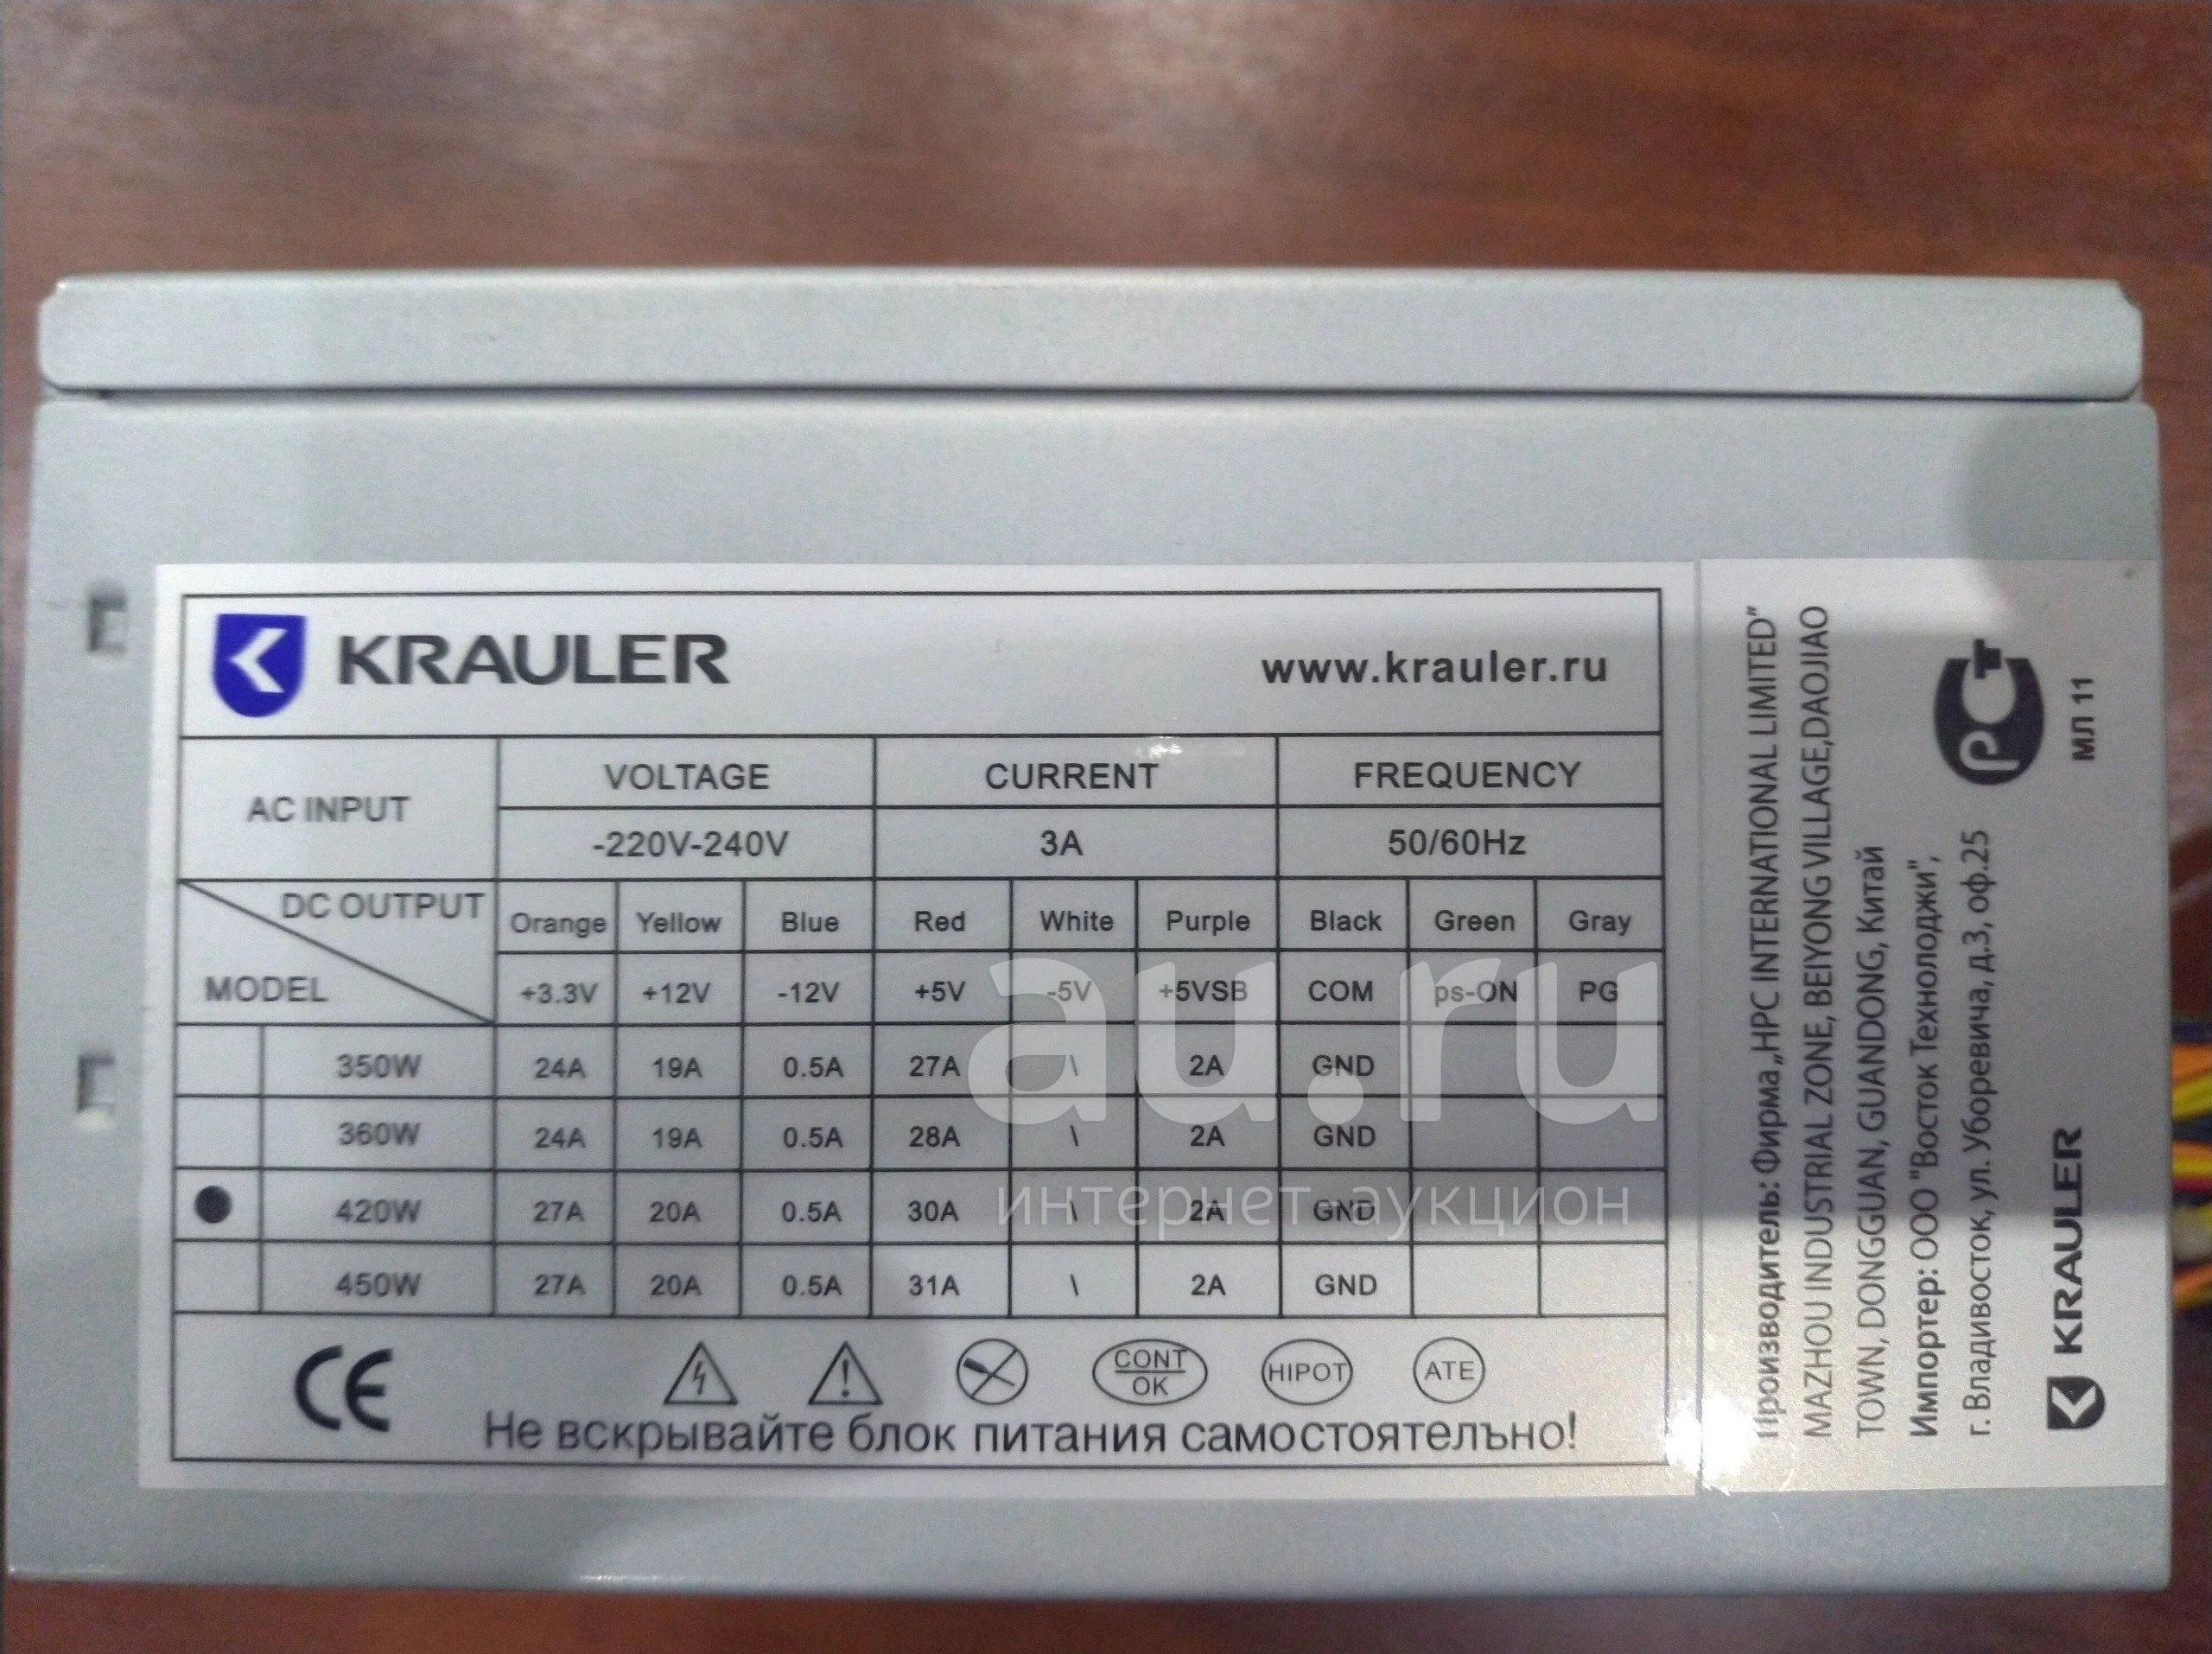 KRAULER www.krauler.ru
AC INPUT VOLTAGE CURRENT FREQUENCY
-220V-240V 3A 50/60Hz
DC OUTPUT Orange Yellow Blue Red White Purple Black Green Gray
MODEL +3.3V +12V -12V +5V -5V +5VSB COM ps-ON PG
350W 24A 19A 0.5A 27A \ 2A GND
360W 24A 19A 0.5A 28A \ 2A GND
420W 27A 20A 0.5A 30A \ 2A GND
450W 27A 20A 0.5A 31A \ 2A GND
CE CONT OK HIPOT ATE
Не вскрывайте блок питания самостоятелъно!
Производитель: Фирма „HPC INTERNATIONAL LIMITED"
MAZHOU INDUSTRIAL ZONE, BEIYONG VILLAGE,DAOJIAO
TOWN, DONGGUAN, GUANDONG, Китай
Импортер: ООО "Восток Технолоджи",
г. Владивосток, ул. Уборевича, д.3, оф.25
РСТ
МЛ 11
KRAULER
au.ru
интернет-аукцион